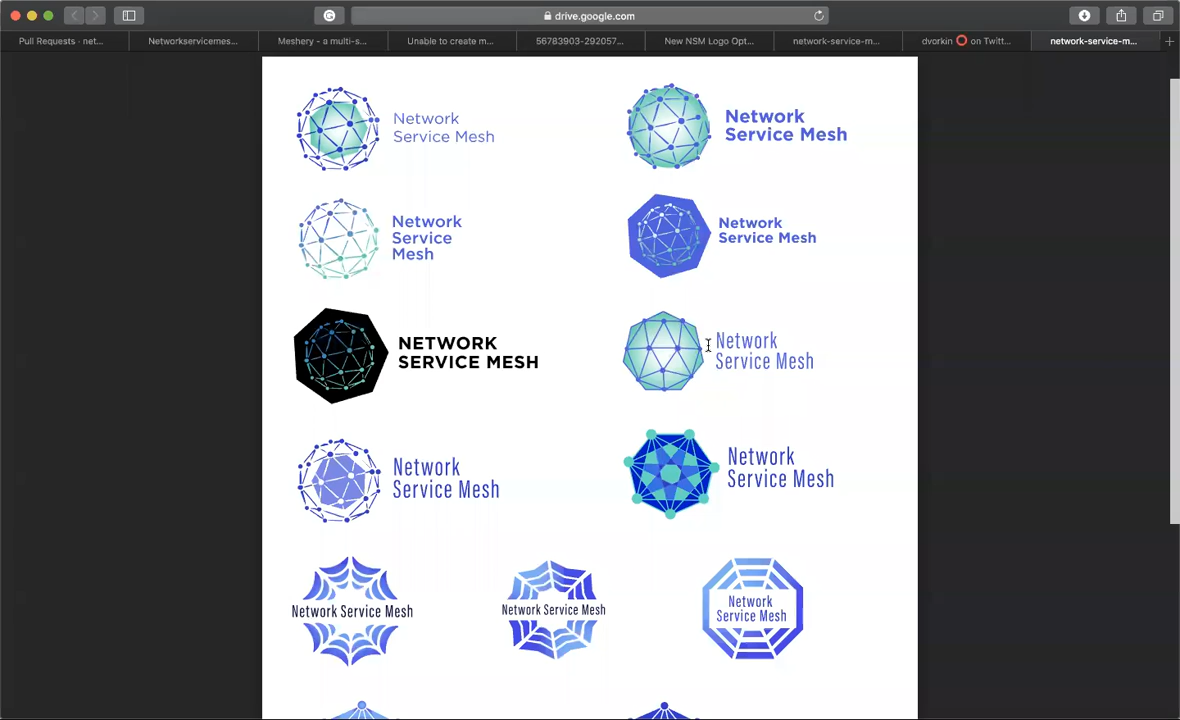 drive.google.com
Pull Requests · net...
Networkservicemes...
Meshery - a multi-s...
Unable to create m...
56783903-292057...
New NSM Logo Opt...
network-service-m...
dvorkin ⭕ on Twitt...
network-service-m...
Network
Service Mesh
Network
Service Mesh
Network
Service
Mesh
Network
Service Mesh
NETWORK
SERVICE MESH
Network
Service Mesh
Network
Service Mesh
Network
Service Mesh
Network Service Mesh
Network Service Mesh
Network
Service Mesh